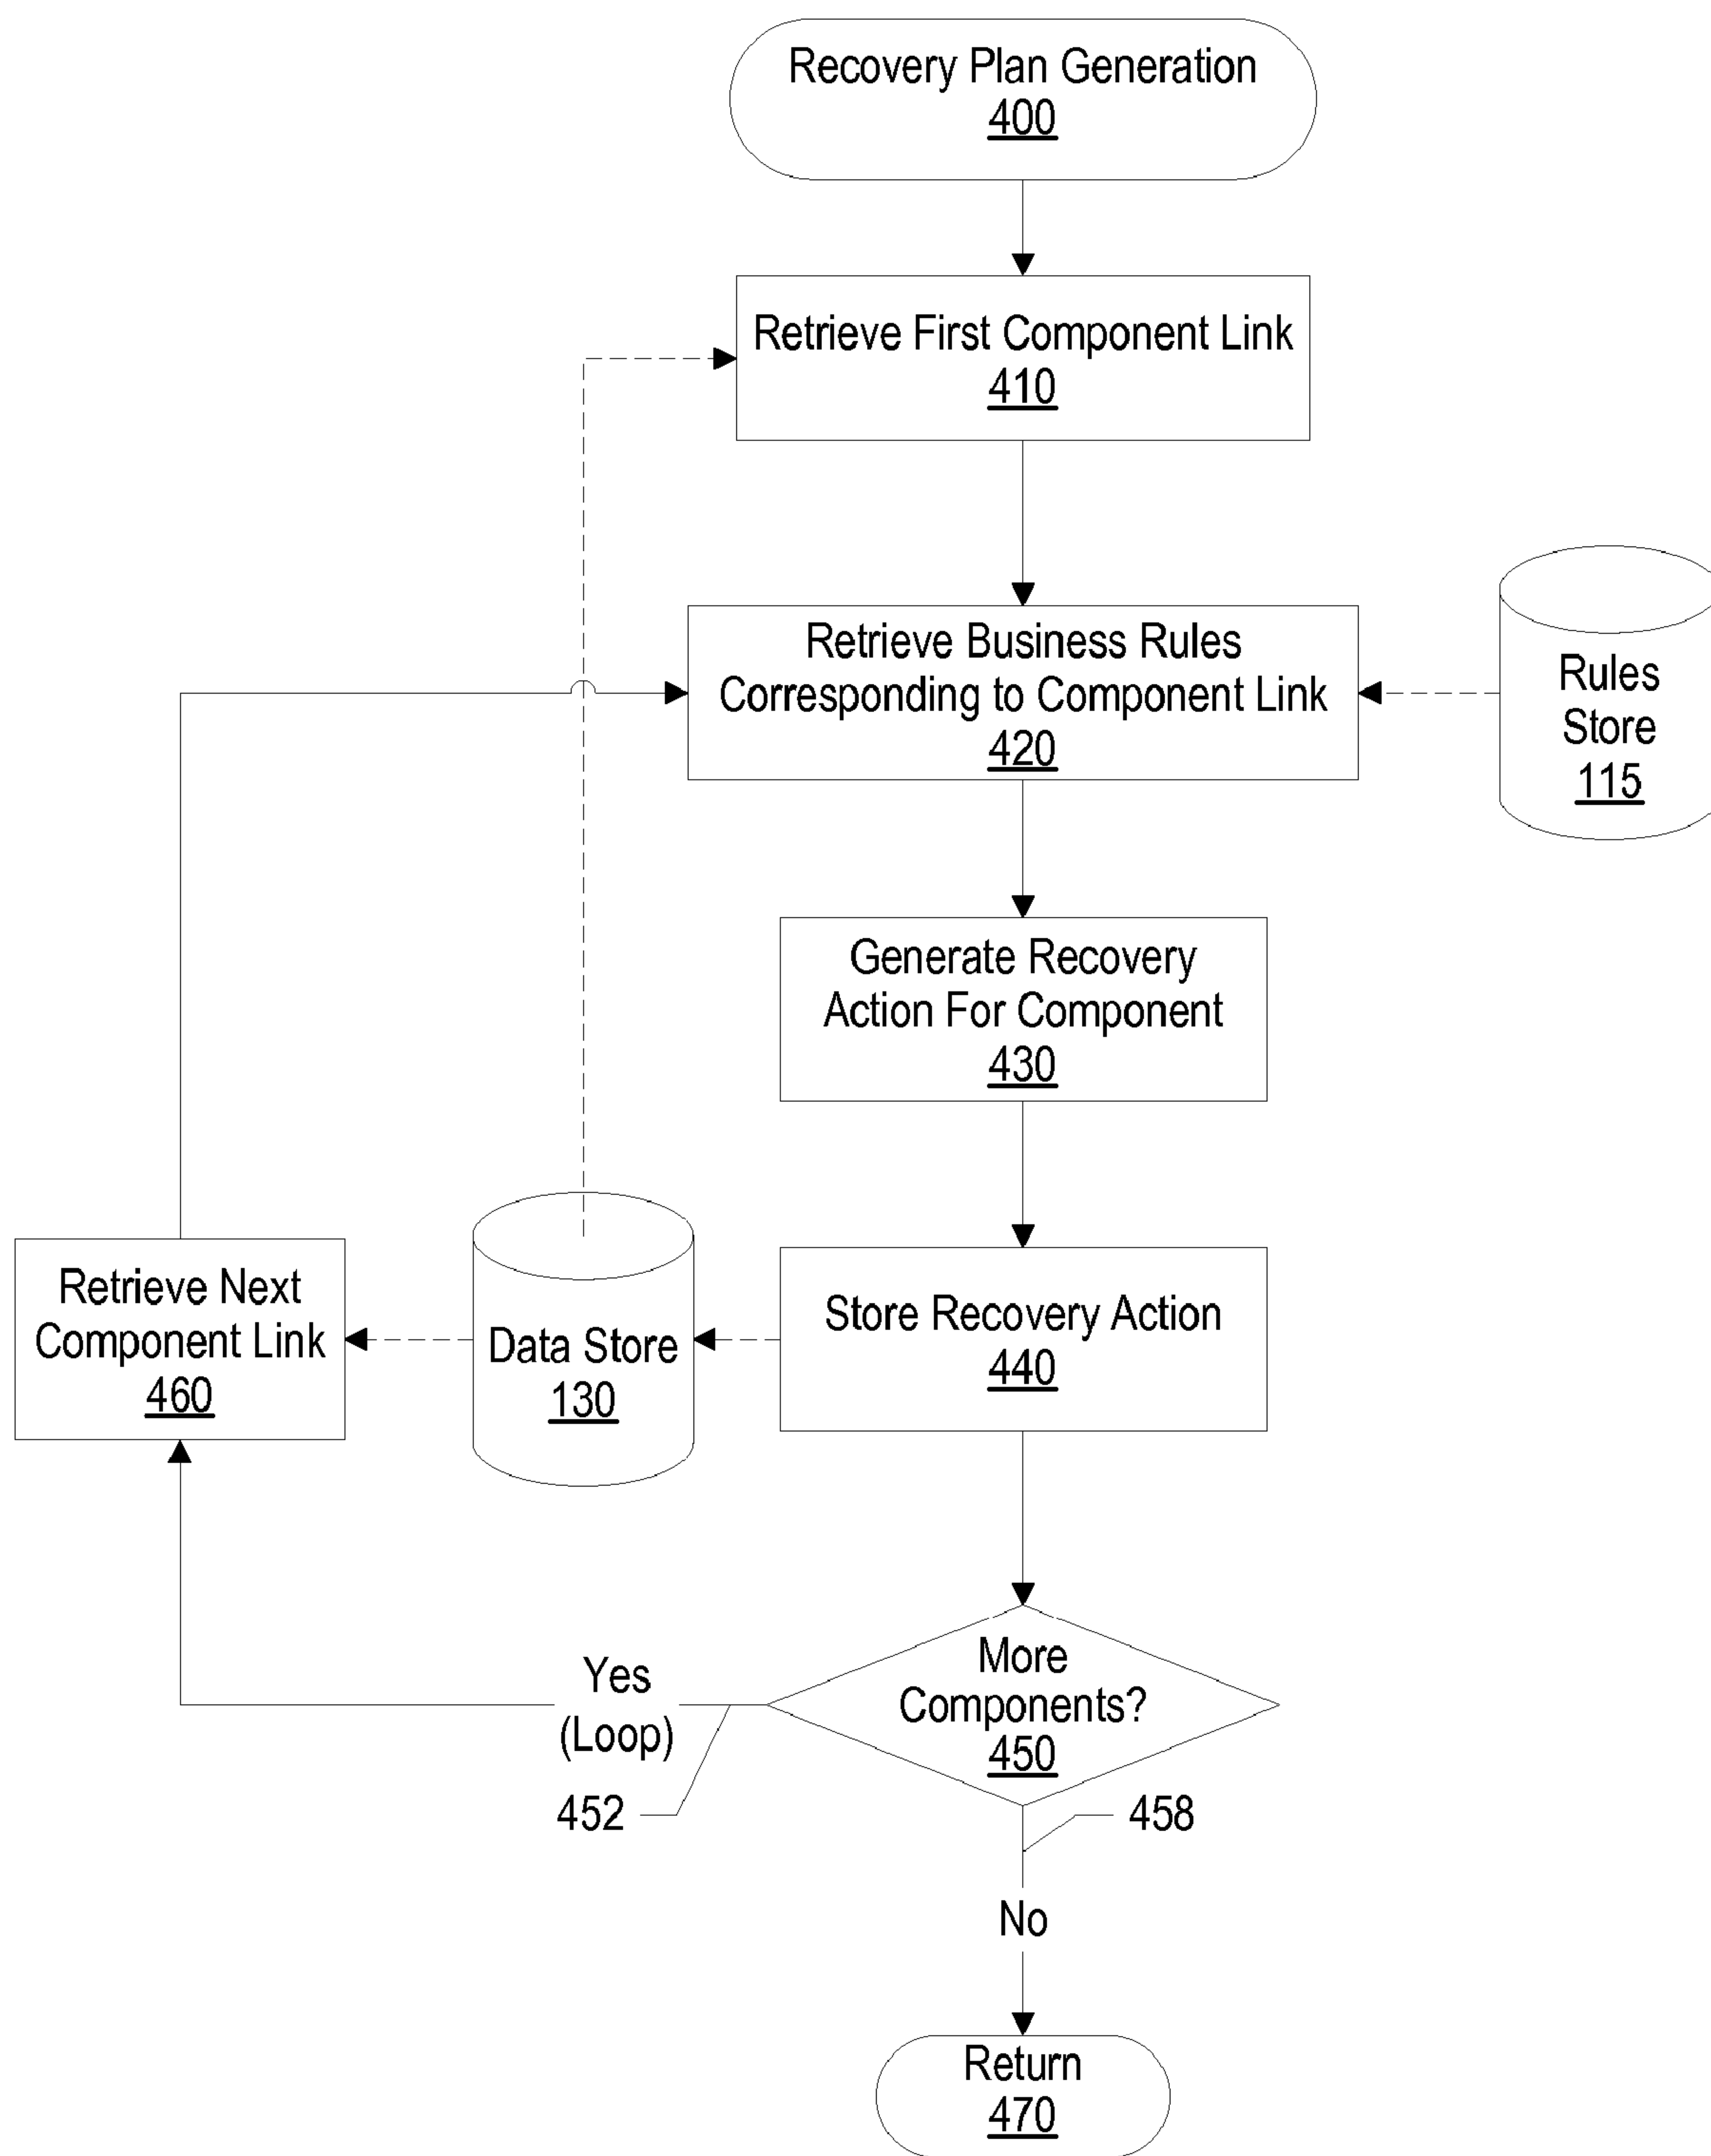 Recovery Plan Generation
400
Retrieve First Component Link
410
Retrieve Business Rules
Corresponding to Component Link
420
Rules
Store
115
Generate Recovery
Action For Component
430
Retrieve Next
Component Link
460
Data Store
130
Store Recovery Action
440
More
Components?
450
Yes
(Loop)
452
458
No
Return
470